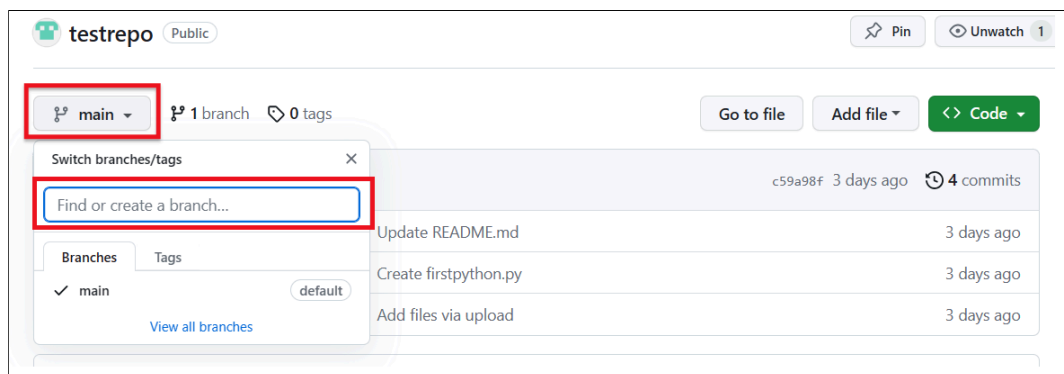 testrepo Public Pin Unwatch 1
main 1 branch 0 tags Go to file Add file <> Code
Switch branches/tags
c59a98f 3 days ago 4 commits
Find or create a branch...
Update README.md 3 days ago
Branches Tags
Create firstpython.py 3 days ago
main default
Add files via upload 3 days ago
View all branches